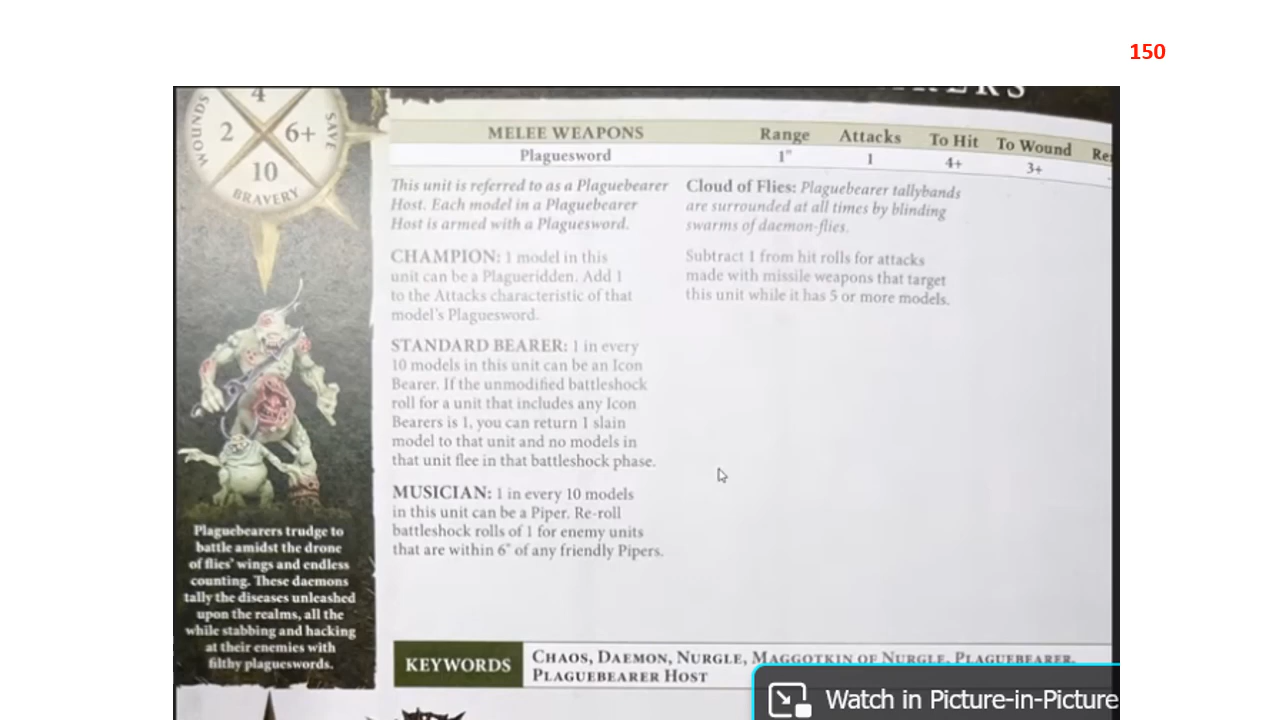 150
4
WOUNDS
2
6+
SAVE
10
BRAVERY
MELEE WEAPONS Range Attacks To Hit To Wound
Plaguesword 1" 1 4+ 3+
This unit is referred to as a Plaguebearer
Host. Each model in a Plaguebearer
Host is armed with a Plaguesword.
CHAMPION: 1 model in this
unit can be a Plagueridden. Add 1
to the Attacks characteristic of that
model's Plaguesword.
STANDARD BEARER: 1 in every
10 models in this unit can be an Icon
Bearer. If the unmodified battleshock
roll for a unit that includes any Icon
Bearers is 1, you can return 1 slain
model to that unit and no models in
that unit flee in that battleshock phase.
MUSICIAN: 1 in every 10 models
in this unit can be a Piper. Re-roll
battleshock rolls of 1 for enemy units
that are within 6" of any friendly Pipers.
Cloud of Flies: Plaguebearer tallybands
are surrounded at all times by blinding
swarms of daemon-flies.
Subtract 1 from hit rolls for attacks
made with missile weapons that target
this unit while it has 5 or more models.
Plaguebearers trudge to
battle amidst the drone
of flies' wings and endless
counting. These daemons
tally the diseases unleashed
upon the realms, all the
while stabbing and hacking
at their enemies with
filthy plagueswords.
KEYWORDS
CHAOS, DAEMON, NURGLE, MAGGOTKIN OF NURGLE, PLAGUEBEARER,
PLAGUEBEARER HOST
Watch in Picture-in-Picture